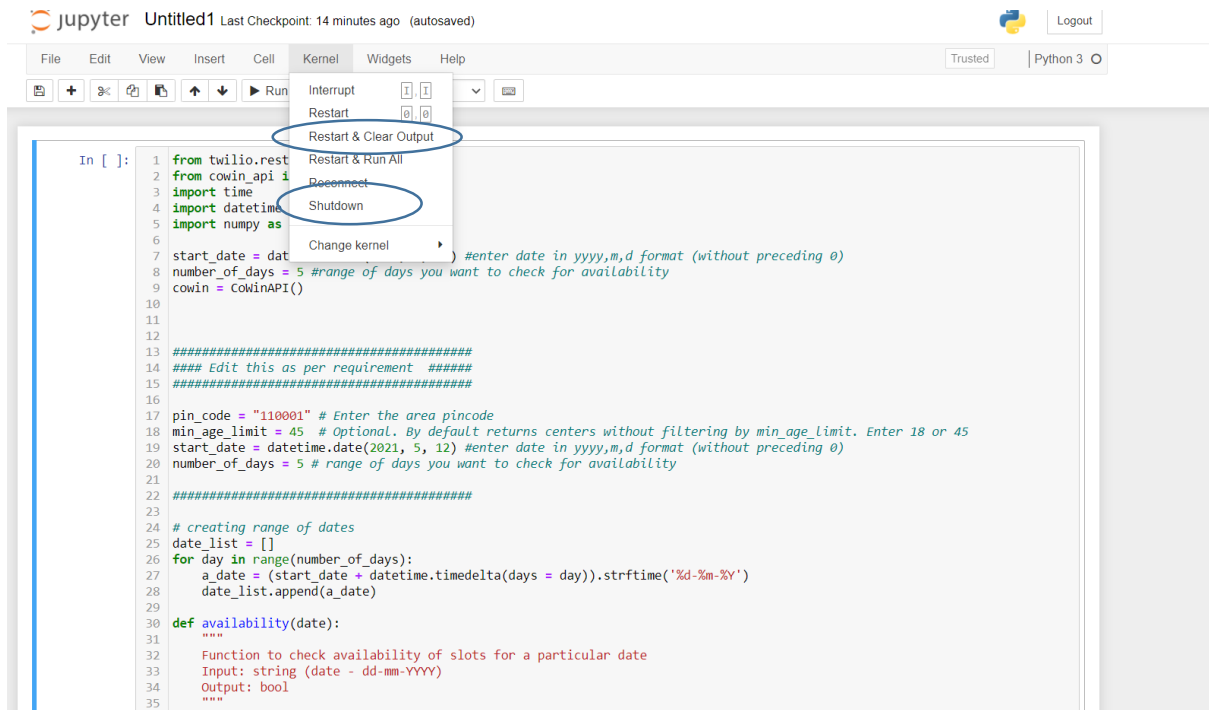 jupyter Untitled1 Last Checkpoint: 14 minutes ago (autosaved)
Logout
File Edit View Insert Cell Kernel Widgets Help
Trusted Python 3
Run
Interrupt I, I
Restart 0, 0
Restart & Clear Output
Restart & Run All
Reconnect
Shutdown
Change kernel
In [ ]:
1 from twilio.rest
2 from cowin_api i
3 import time
4 import datetime
5 import numpy as
6
7 start_date = dat ) #enter date in yyyy,m,d format (without preceding 0)
8 number_of_days = 5 #range of days you want to check for availability
9 cowin = CoWinAPI()
10
11
12
13 #########################################
14 #### Edit this as per requirement ######
15 #########################################
16
17 pin_code = "110001" # Enter the area pincode
18 min_age_limit = 45 # Optional. By default returns centers without filtering by min_age_limit. Enter 18 or 45
19 start_date = datetime.date(2021, 5, 12) #enter date in yyyy,m,d format (without preceding 0)
20 number_of_days = 5 # range of days you want to check for availability
21
22 #########################################
23
24 # creating range of dates
25 date_list = []
26 for day in range(number_of_days):
27     a_date = (start_date + datetime.timedelta(days = day)).strftime('%d-%m-%Y')
28     date_list.append(a_date)
29
30 def availability(date):
31     """
32     Function to check availability of slots for a particular date
33     Input: string (date - dd-mm-YYYY)
34     Output: bool
35     """